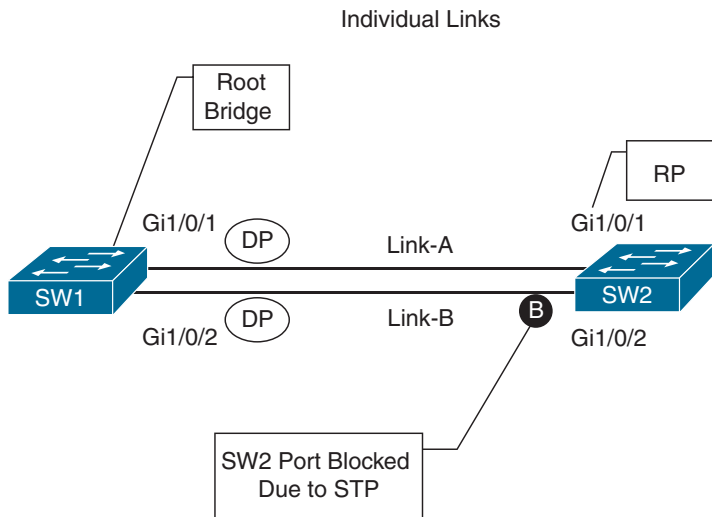 Individual Links
Root
Bridge
RP
Gi1/0/1
DP
Link-A
Gi1/0/1
SW1
SW2
Gi1/0/2
DP
Link-B
B
Gi1/0/2
SW2 Port Blocked
Due to STP